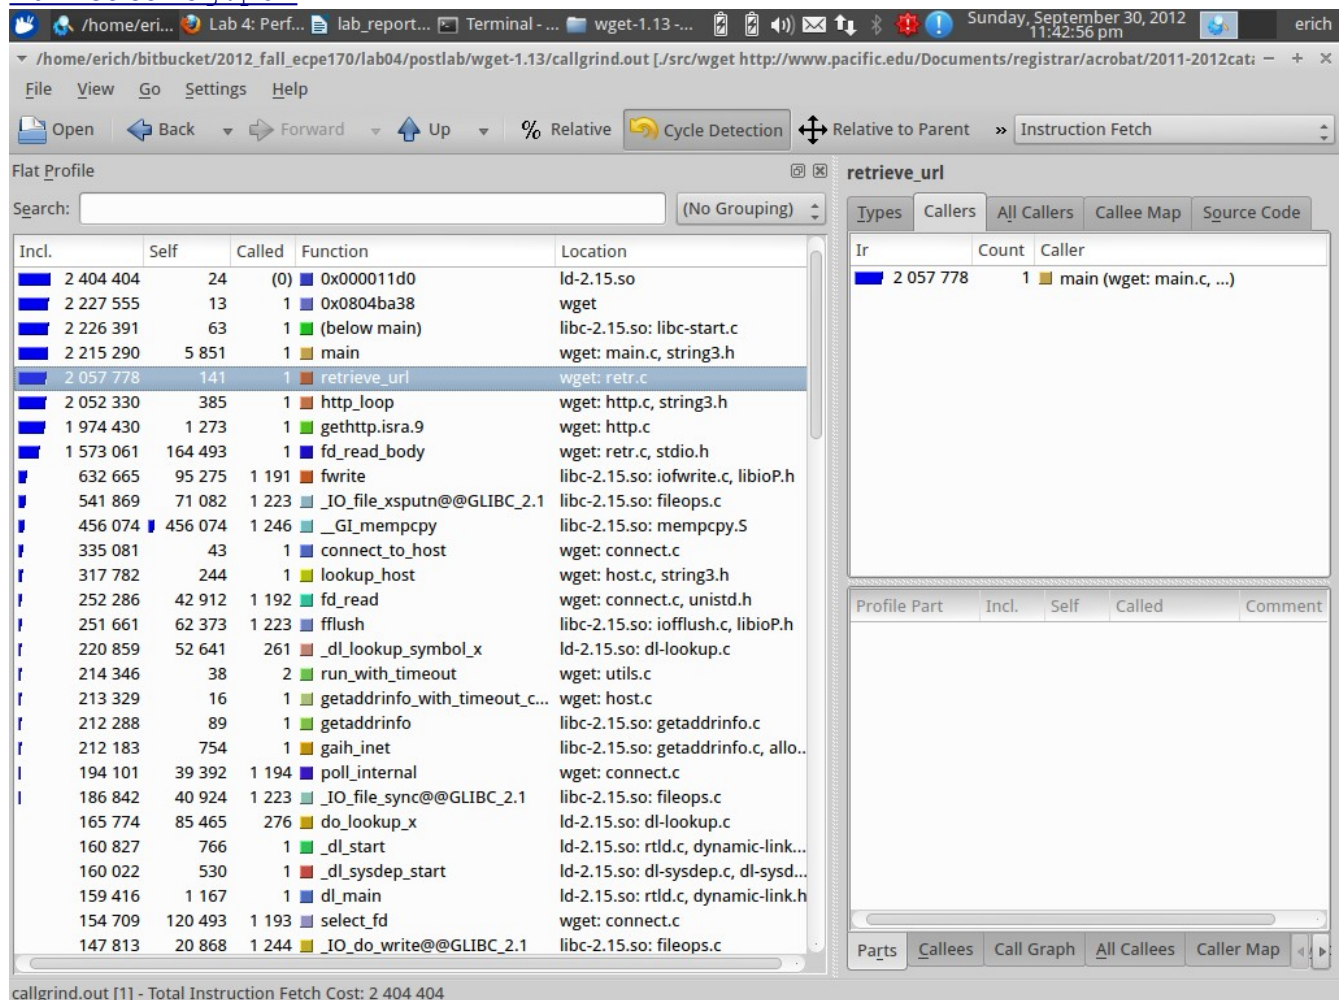 /home/eri... Lab 4: Perf... lab_report... Terminal - ... wget-1.13 -... Sunday, September 30, 2012 11:42:56 pm erich
/home/erich/bitbucket/2012_fall_ecpe170/lab04/postlab/wget-1.13/callgrind.out [./src/wget http://www.pacific.edu/Documents/registrar/acrobat/2011-2012cat
File View Go Settings Help
Open Back Forward Up % Relative Cycle Detection Relative to Parent » Instruction Fetch
Flat Profile
Search: (No Grouping)
Incl. Self Called Function Location
2 404 404 24 (0) 0x000011d0 ld-2.15.so
2 227 555 13 1 0x0804ba38 wget
2 226 391 63 1 (below main) libc-2.15.so: libc-start.c
2 215 290 5 851 1 main wget: main.c, string3.h
2 057 778 141 1 retrieve_url wget: retr.c
2 052 330 385 1 http_loop wget: http.c, string3.h
1 974 430 1 273 1 gethttp.isra.9 wget: http.c
1 573 061 164 493 1 fd_read_body wget: retr.c, stdio.h
632 665 95 275 1 191 fwrite libc-2.15.so: iofwrite.c, libioP.h
541 869 71 082 1 223 _IO_file_xsputn@@GLIBC_2.1 libc-2.15.so: fileops.c
456 074 456 074 1 246 __GI_mempcpy libc-2.15.so: mempcpy.S
335 081 43 1 connect_to_host wget: connect.c
317 782 244 1 lookup_host wget: host.c, string3.h
252 286 42 912 1 192 fd_read wget: connect.c, unistd.h
251 661 62 373 1 223 fflush libc-2.15.so: iofflush.c, libioP.h
220 859 52 641 261 _dl_lookup_symbol_x ld-2.15.so: dl-lookup.c
214 346 38 2 run_with_timeout wget: utils.c
213 329 16 1 getaddrinfo_with_timeout_c... wget: host.c
212 288 89 1 getaddrinfo libc-2.15.so: getaddrinfo.c
212 183 754 1 gaih_inet libc-2.15.so: getaddrinfo.c, allo..
194 101 39 392 1 194 poll_internal wget: connect.c
186 842 40 924 1 223 _IO_file_sync@@GLIBC_2.1 libc-2.15.so: fileops.c
165 774 85 465 276 do_lookup_x ld-2.15.so: dl-lookup.c
160 827 766 1 _dl_start ld-2.15.so: rtld.c, dynamic-link...
160 022 530 1 _dl_sysdep_start ld-2.15.so: dl-sysdep.c, dl-sysd...
159 416 1 167 1 dl_main ld-2.15.so: rtld.c, dynamic-link.h
154 709 120 493 1 193 select_fd wget: connect.c
147 813 20 868 1 244 _IO_do_write@@GLIBC_2.1 libc-2.15.so: fileops.c
retrieve_url
Types Callers All Callers Callee Map Source Code
Ir Count Caller
2 057 778 1 main (wget: main.c, ...)
Profile Part Incl. Self Called Comment
Parts Callees Call Graph All Callees Caller Map
callgrind.out [1] - Total Instruction Fetch Cost: 2 404 404